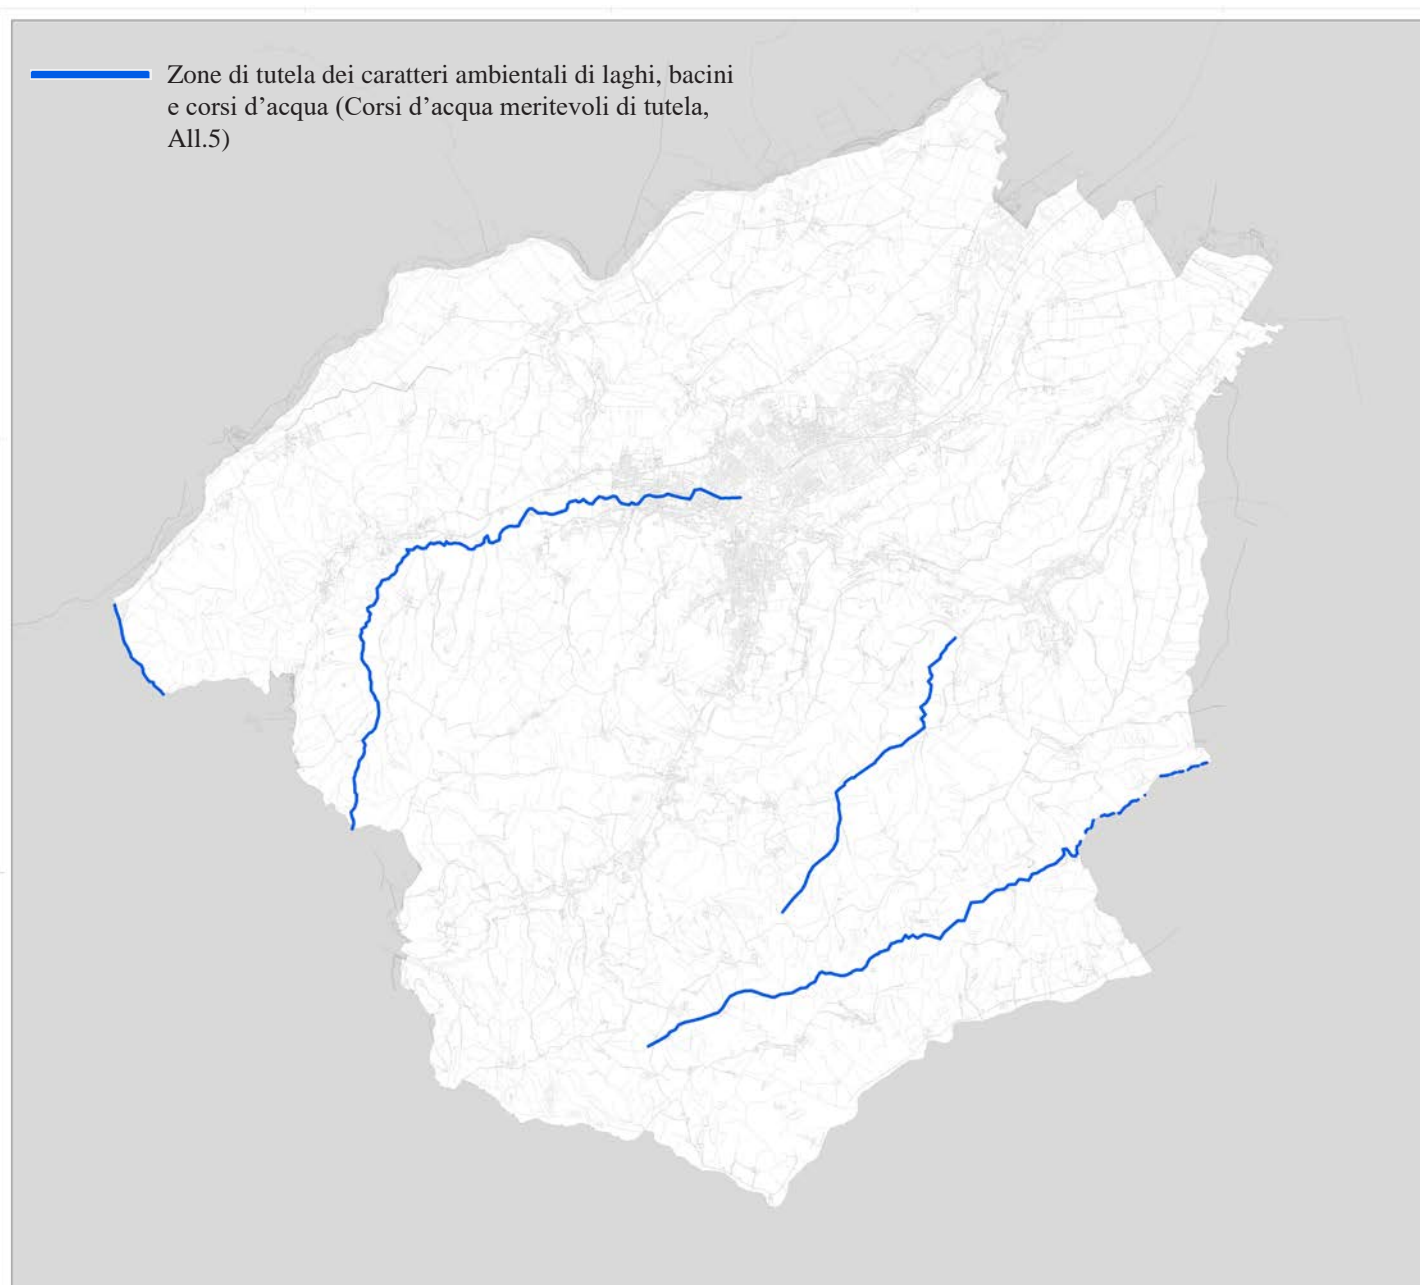 Zone di tutela dei caratteri ambientali di laghi, bacini
e corsi d’acqua (Corsi d’acqua meritevoli di tutela,
All.5)